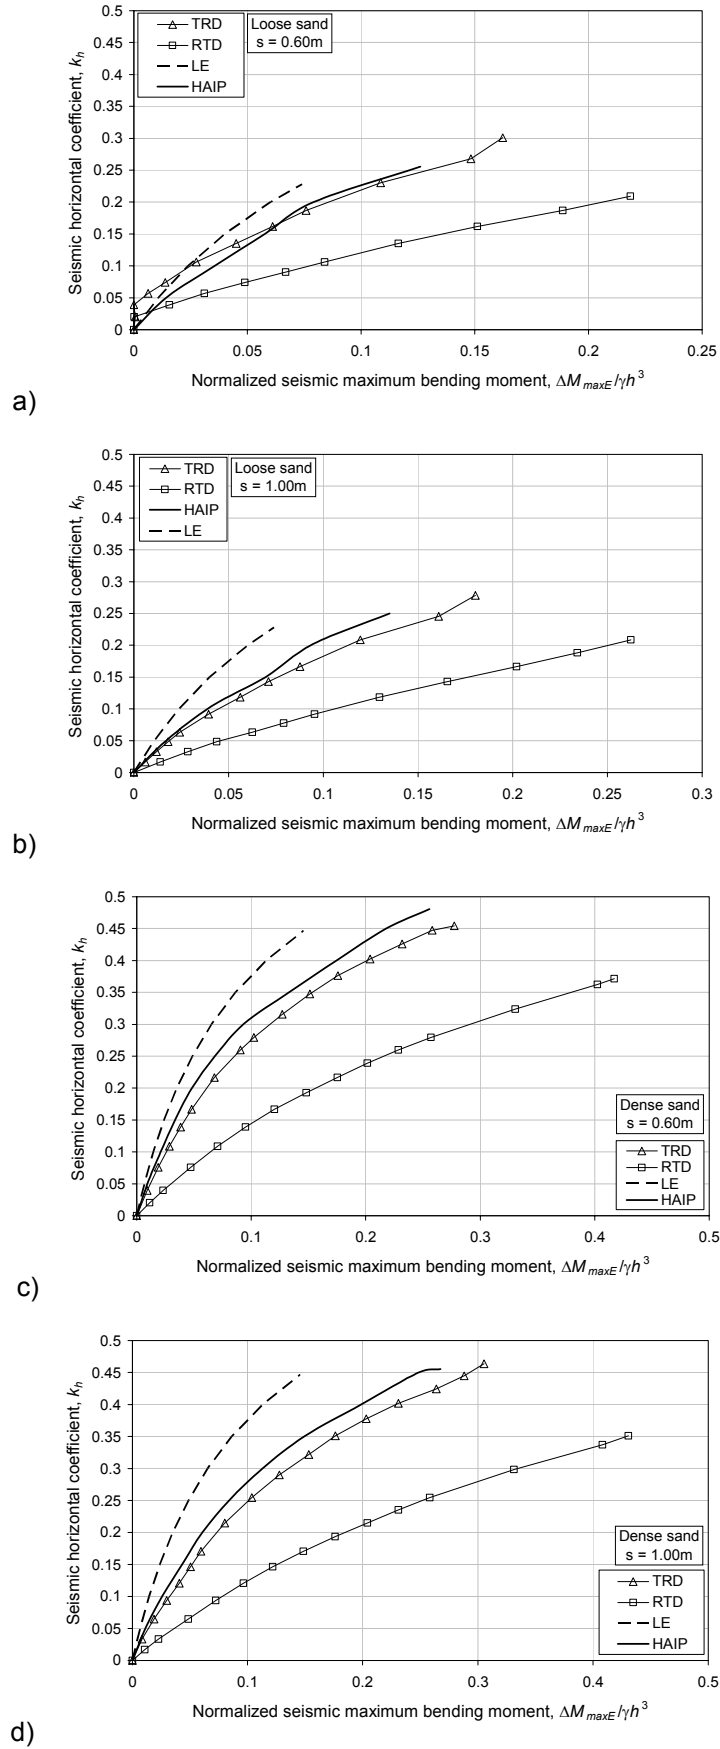 0.5
0.45
0.4
0.35
0.3
0.25
0.2
0.15
0.1
0.05
0
Seismic horizontal coefficient, k_h
TRD
RTD
LE
HAIP
Loose sand
s = 0.60m
0 0.05 0.1 0.15 0.2 0.25
Normalized seismic maximum bending moment, ΔM_maxE/γh³
a)
0.5
0.45
0.4
0.35
0.3
0.25
0.2
0.15
0.1
0.05
0
Seismic horizontal coefficient, k_h
TRD
RTD
HAIP
LE
Loose sand
s = 1.00m
0 0.05 0.1 0.15 0.2 0.25 0.3
Normalized seismic maximum bending moment, ΔM_maxE/γh³
b)
0.5
0.45
0.4
0.35
0.3
0.25
0.2
0.15
0.1
0.05
0
Seismic horizontal coefficient, k_h
Dense sand
s = 0.60m
TRD
RTD
LE
HAIP
0 0.1 0.2 0.3 0.4 0.5
Normalized seismic maximum bending moment, ΔM_maxE/γh³
c)
0.5
0.45
0.4
0.35
0.3
0.25
0.2
0.15
0.1
0.05
0
Seismic horizontal coefficient, k_h
Dense sand
s = 1.00m
TRD
RTD
LE
HAIP
0 0.1 0.2 0.3 0.4 0.5
Normalized seismic maximum bending moment, ΔM_maxE/γh³
d)